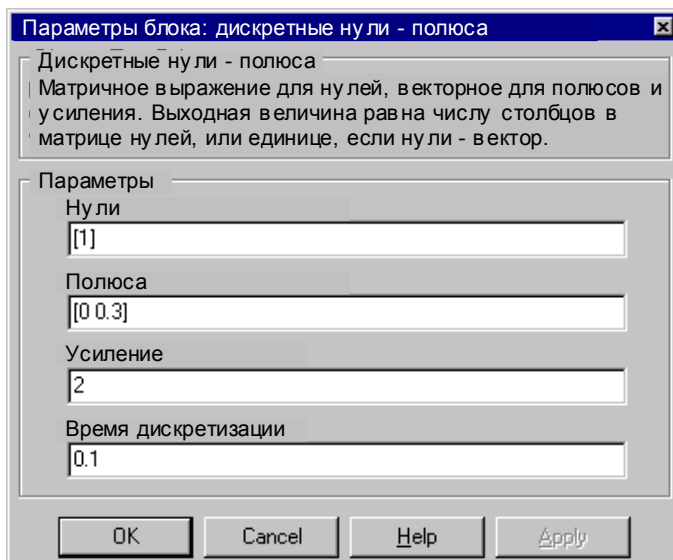 Параметры блока: дискретные нули - полюса
Дискретные нули - полюса
Матричное выражение для нулей, векторное для полюсов и
усиления. Выходная величина равна числу столбцов в
матрице нулей, или единице, если нули - вектор.
Параметры
Нули
[1]
Полюса
[0 0.3]
Усиление
2
Время дискретизации
0.1
OK Cancel Help Apply